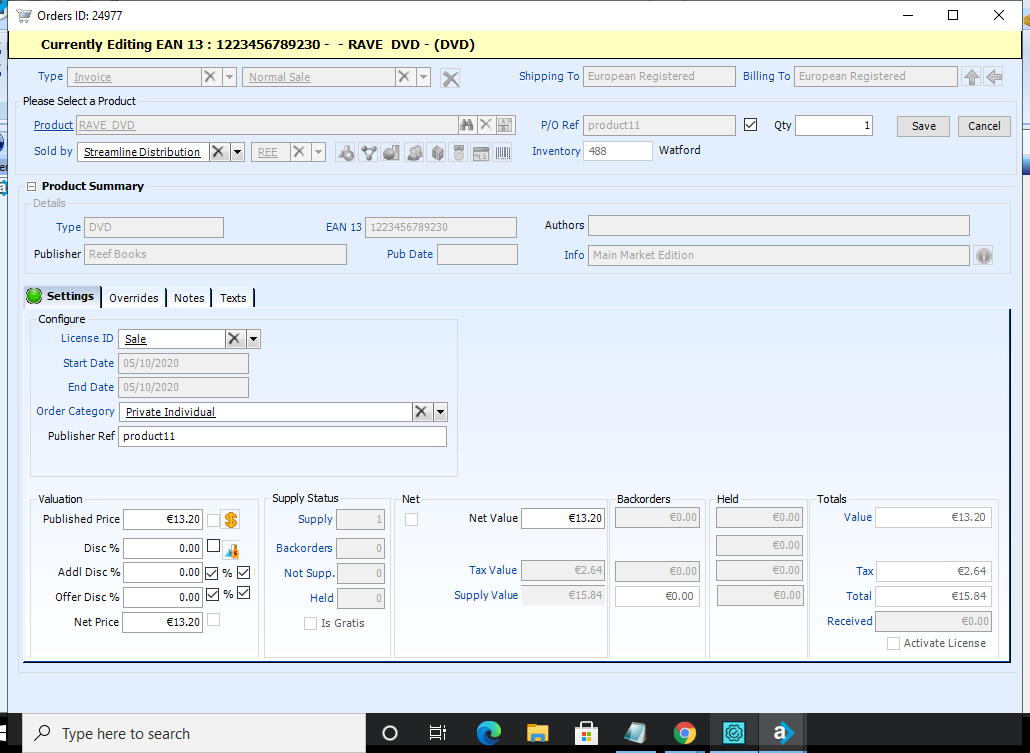 Orders ID: 24977
Currently Editing EAN 13 : 1223456789230 - - RAVE DVD - (DVD)
Type Invoice Normal Sale Shipping To European Registered Billing To European Registered
Please Select a Product
Product RAVE DVD P/O Ref product11 Qty 1 Save Cancel
Sold by Streamline Distribution REE Inventory 488 Watford
Product Summary
Details
Type DVD EAN 13 1223456789230 Authors
Publisher Reef Books Pub Date Info Main Market Edition
Settings Overrides Notes Texts
Configure
License ID Sale
Start Date 05/10/2020
End Date 05/10/2020
Order Category Private Individual
Publisher Ref product11
Valuation Supply Status Net Backorders Held Totals
Published Price €13.20 Supply 1 Net Value €13.20 €0.00 €0.00 Value €13.20
Disc % 0.00 Backorders 0 €0.00
Addl Disc % 0.00 % Not Supp. 0 Tax Value €2.64 €0.00 €0.00 Tax €2.64
Offer Disc % 0.00 % Held 0 Supply Value €15.84 €0.00 €0.00 Total €15.84
Net Price €13.20 Is Gratis Received €0.00
Activate License
Type here to search